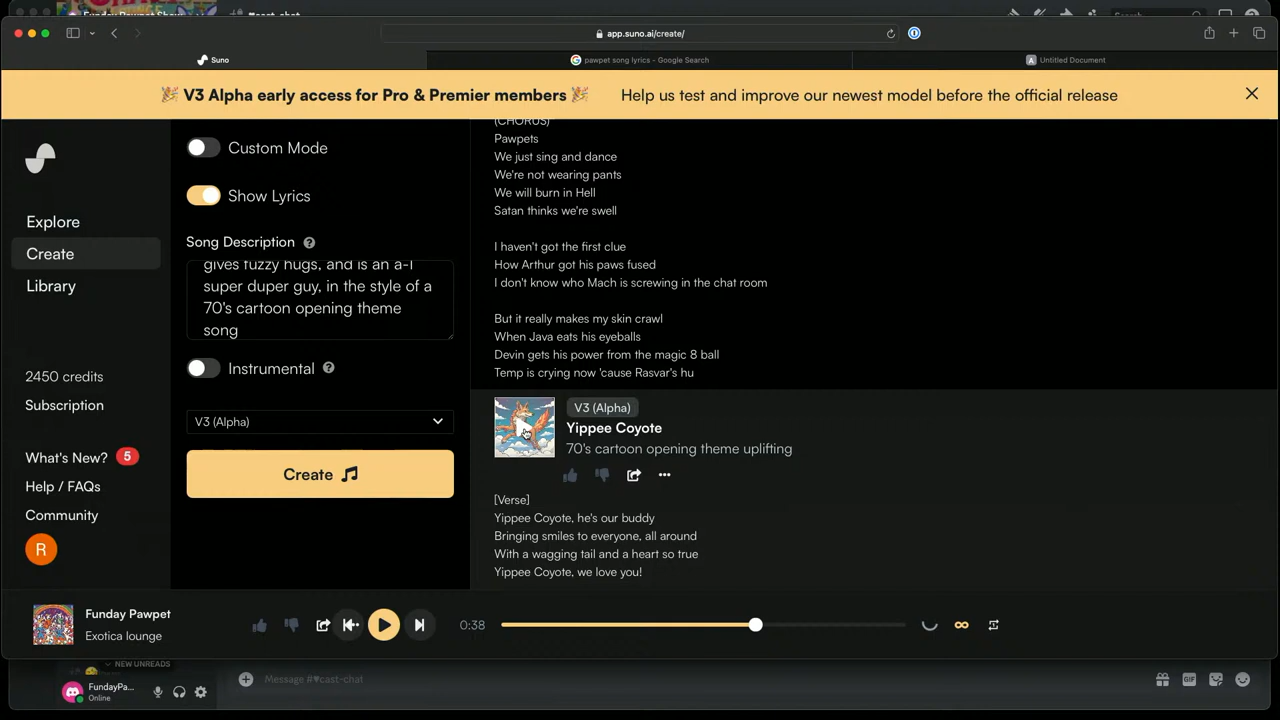 Funday Pawpet Show
cast-chat
Search
app.suno.ai/create/
Suno
pawpet song lyrics - Google Search
A Untitled Document
V3 Alpha early access for Pro & Premier members Help us test and improve our newest model before the official release
Explore
Create
Library
2450 credits
Subscription
What's New? 5
Help / FAQs
Community
R
Custom Mode
Show Lyrics
Song Description ?
gives fuzzy hugs, and is an a-1
super duper guy, in the style of a
70's cartoon opening theme
song
Instrumental ?
V3 (Alpha)
Create
(CHORUS)
Pawpets
We just sing and dance
We're not wearing pants
We will burn in Hell
Satan thinks we're swell
I haven't got the first clue
How Arthur got his paws fused
I don't know who Mach is screwing in the chat room
But it really makes my skin crawl
When Java eats his eyeballs
Devin gets his power from the magic 8 ball
Temp is crying now 'cause Rasvar's hu
V3 (Alpha)
Yippee Coyote
70's cartoon opening theme uplifting
[Verse]
Yippee Coyote, he's our buddy
Bringing smiles to everyone, all around
With a wagging tail and a heart so true
Yippee Coyote, we love you!
Funday Pawpet
Exotica lounge
0:38
NEW UNREADS
FundayPa...
Online
Message #♥cast-chat
GIF